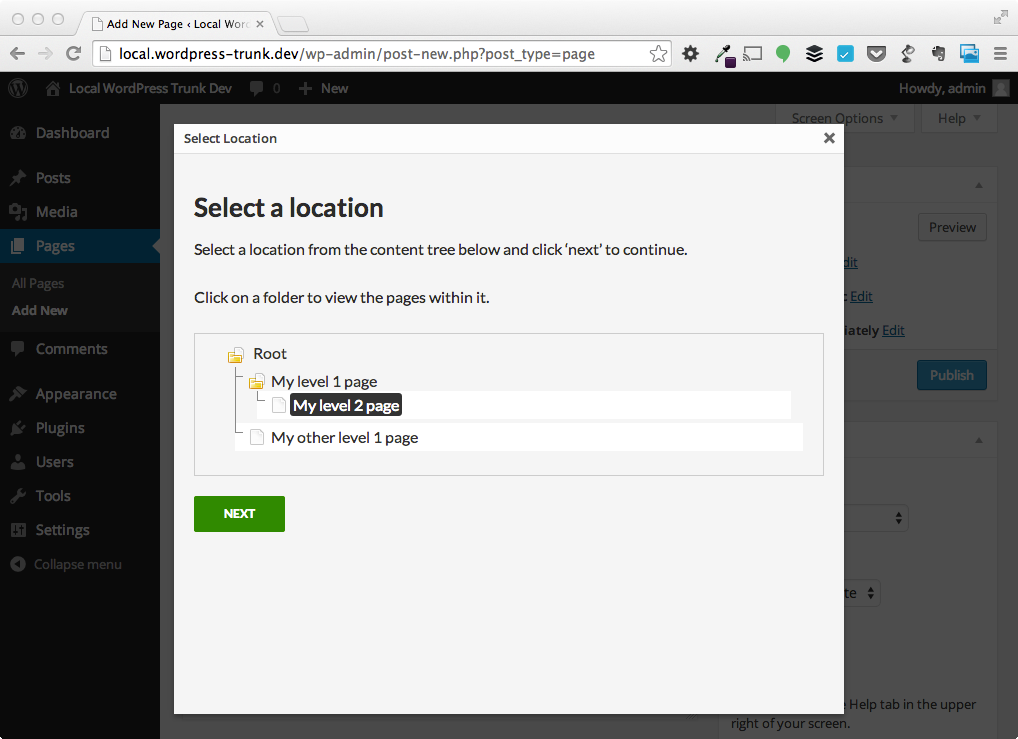 Add New Page ‹ Local Wor
local.wordpress-trunk.dev/wp-admin/post-new.php?post_type=page
Local WordPress Trunk Dev 0 New Howdy, admin
Screen Options Help
Dashboard
Posts
Media
Pages
All Pages
Add New
Comments
Appearance
Plugins
Users
Tools
Settings
Collapse menu
Select Location
Select a location
Select a location from the content tree below and click ‘next’ to continue.
Click on a folder to view the pages within it.
Root
My level 1 page
My level 2 page
My other level 1 page
NEXT
Preview
dit
: Edit
iately Edit
Publish
te
Help tab in the upper
right of your screen.